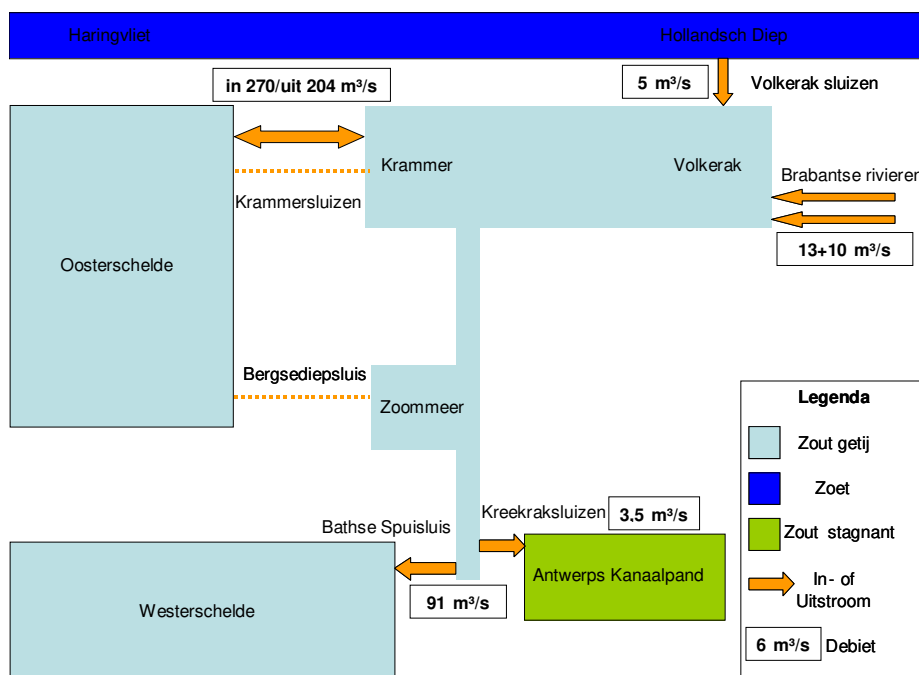 Haringvliet
Hollandsch Diep
in 270/uit 204 m³/s
5 m³/s
Volkerak sluizen
Krammer
Volkerak
Brabantse rivieren
Krammersluizen
13+10 m³/s
Oosterschelde
Bergsediepsluis
Zoommeer
Legenda
Zout getij
Zoet
Zout stagnant
In- of
Uitstroom
6 m³/s
Debiet
Kreekraksluizen
3,5 m³/s
Bathse Spuisluis
Antwerps Kanaalpand
91 m³/s
Westerschelde